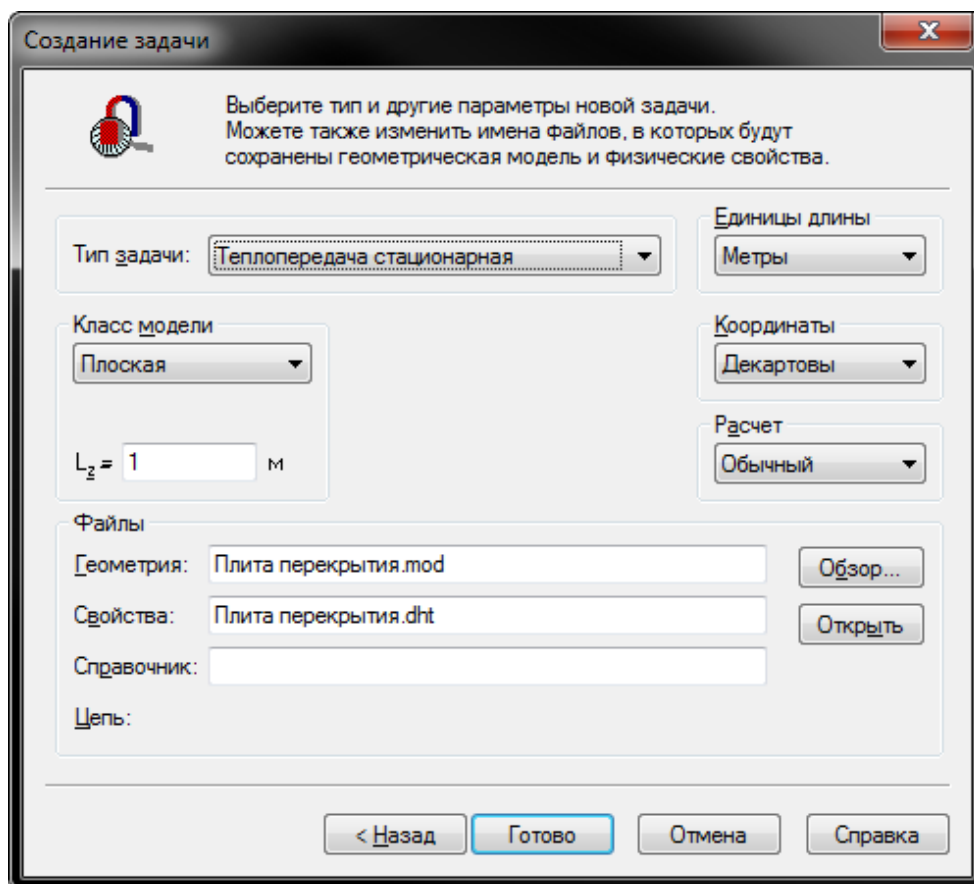 Создание задачи
Выберите тип и другие параметры новой задачи.
Можете также изменить имена файлов, в которых будут
сохранены геометрическая модель и физические свойства.
Тип задачи: Теплопередача стационарная
Единицы длины
Метры
Класс модели
Плоская
Координаты
Декартовы
Расчет
Обычный
Lz = 1 м
Файлы
Геометрия: Плита перекрытия.mod Обзор...
Свойства: Плита перекрытия.dht Открыть
Справочник:
Цепь:
< Назад Готово Отмена Справка